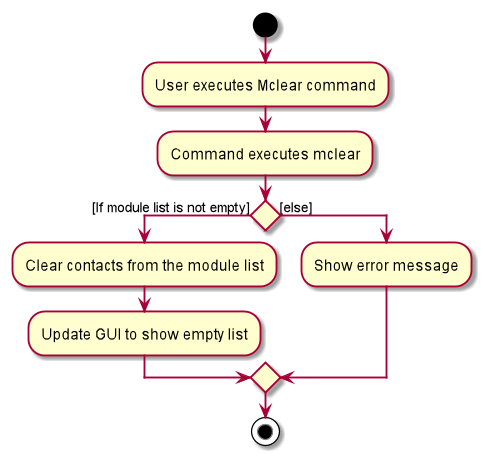 User executes Mclear command
Command executes mclear
[If module list is not empty]
[else]
Clear contacts from the module list
Show error message
Update GUI to show empty list